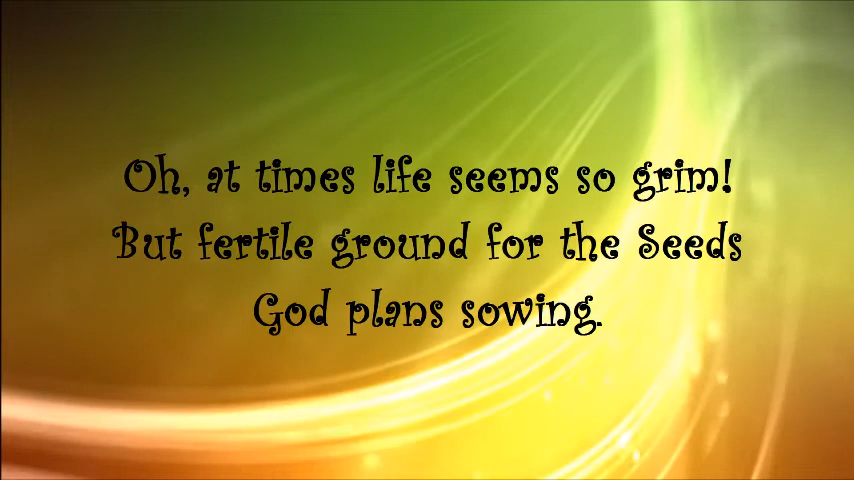 Oh, at times life seems so grim!
But fertile ground for the Seeds
God plans sowing.